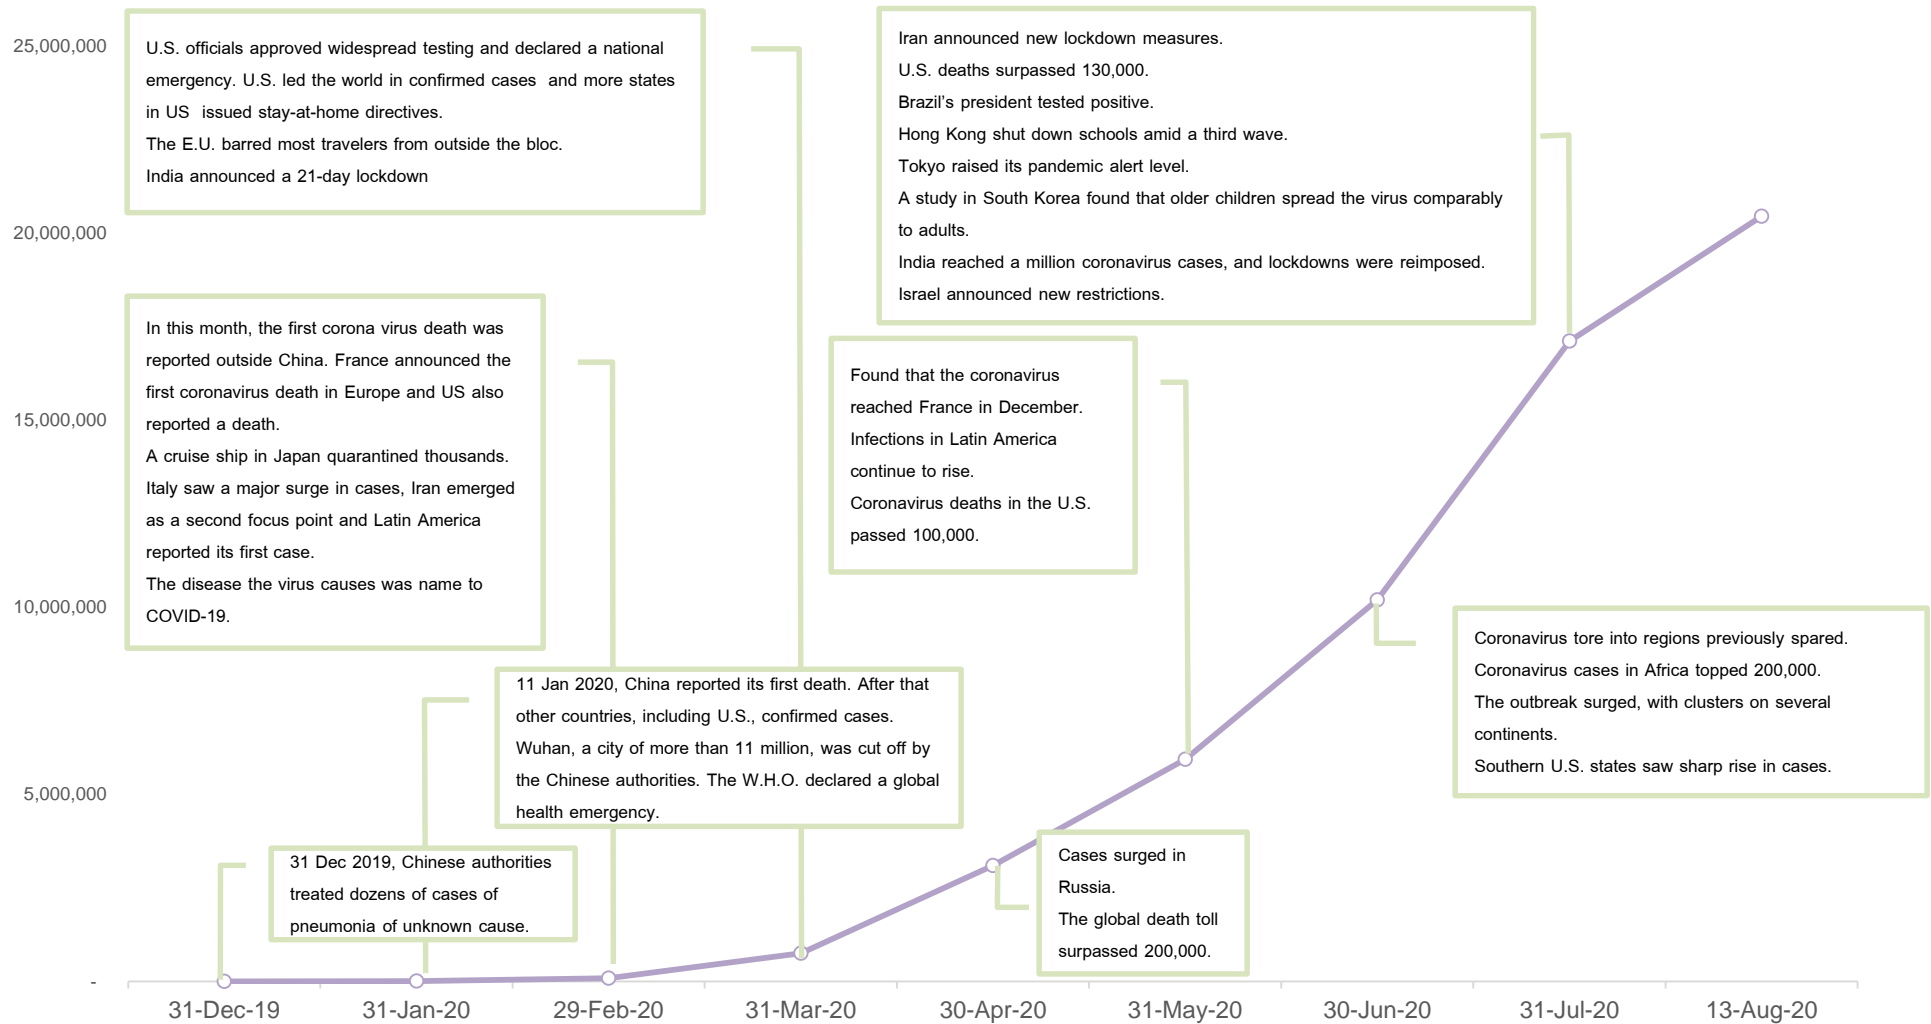 25,000,000
20,000,000
15,000,000
10,000,000
5,000,000
-
U.S. officials approved widespread testing and declared a national
emergency. U.S. led the world in confirmed cases and more states
in US issued stay-at-home directives.
The E.U. barred most travelers from outside the bloc.
India announced a 21-day lockdown
Iran announced new lockdown measures.
U.S. deaths surpassed 130,000.
Brazil's president tested positive.
Hong Kong shut down schools amid a third wave.
Tokyo raised its pandemic alert level.
A study in South Korea found that older children spread the virus comparably
to adults.
India reached a million coronavirus cases, and lockdowns were reimposed.
Israel announced new restrictions.
In this month, the first corona virus death was
reported outside China. France announced the
first coronavirus death in Europe and US also
reported a death.
A cruise ship in Japan quarantined thousands.
Italy saw a major surge in cases, Iran emerged
as a second focus point and Latin America
reported its first case.
The disease the virus causes was name to
COVID-19.
Found that the coronavirus
reached France in December.
Infections in Latin America
continue to rise.
Coronavirus deaths in the U.S.
passed 100,000.
Coronavirus tore into regions previously spared.
Coronavirus cases in Africa topped 200,000.
The outbreak surged, with clusters on several
continents.
Southern U.S. states saw sharp rise in cases.
11 Jan 2020, China reported its first death. After that
other countries, including U.S., confirmed cases.
Wuhan, a city of more than 11 million, was cut off by
the Chinese authorities. The W.H.O. declared a global
health emergency.
31 Dec 2019, Chinese authorities
treated dozens of cases of
pneumonia of unknown cause.
Cases surged in
Russia.
The global death toll
surpassed 200,000.
31-Dec-19
31-Jan-20
29-Feb-20
31-Mar-20
30-Apr-20
31-May-20
30-Jun-20
31-Jul-20
13-Aug-20